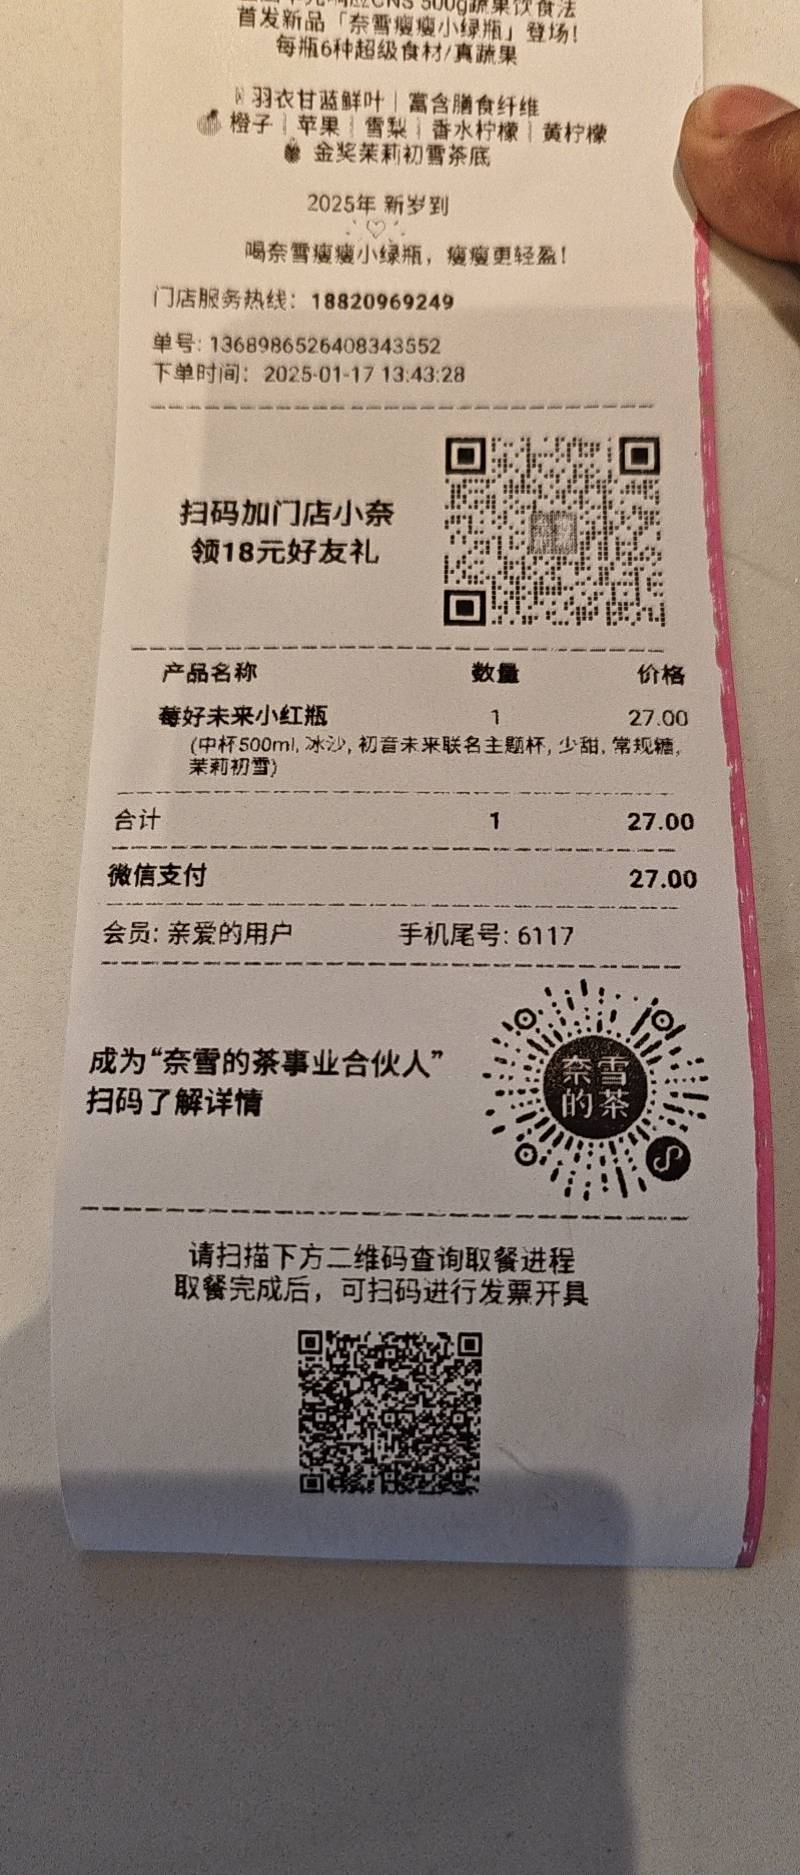 CNS 500g蔬果饮食法
首发新品「奈雪瘦瘦小绿瓶」登场!
每瓶6种超级食材/真蔬果
羽衣甘蓝鲜叶|富含膳食纤维
橙子|苹果|雪梨|香水柠檬|黄柠檬
金奖茉莉初雪茶底
2025年 新岁到
喝奈雪瘦瘦小绿瓶，瘦瘦更轻盈!
门店服务热线: 18820969249
单号: 1368986526408343552
下单时间: 2025-01-17 13:43:28
扫码加门店小奈
领18元好友礼
产品名称 数量 价格
莓好未来小红瓶 1 27.00
(中杯500ml, 冰沙, 初音未来联名主题杯, 少甜, 常规糖,
茉莉初雪)
合计 1 27.00
微信支付 27.00
会员: 亲爱的用户 手机尾号: 6117
成为“奈雪的茶事业合伙人”
扫码了解详情
奈雪
的茶
请扫描下方二维码查询取餐进程
取餐完成后，可扫码进行发票开具